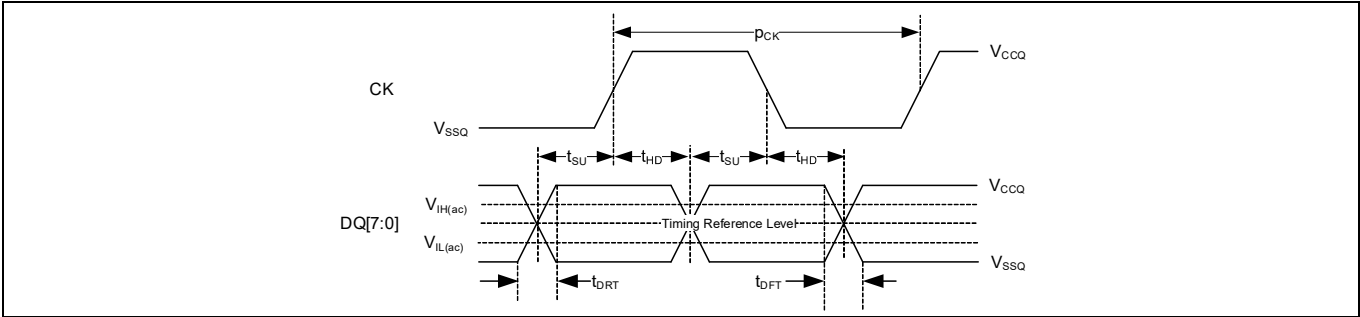 pCK
VCCQ
CK
VSSQ
tSU tHD tSU tHD
VCCQ
VIH(ac)
DQ[7:0] Timing Reference Level
VIL(ac)
VSSQ
tDRT tDFT